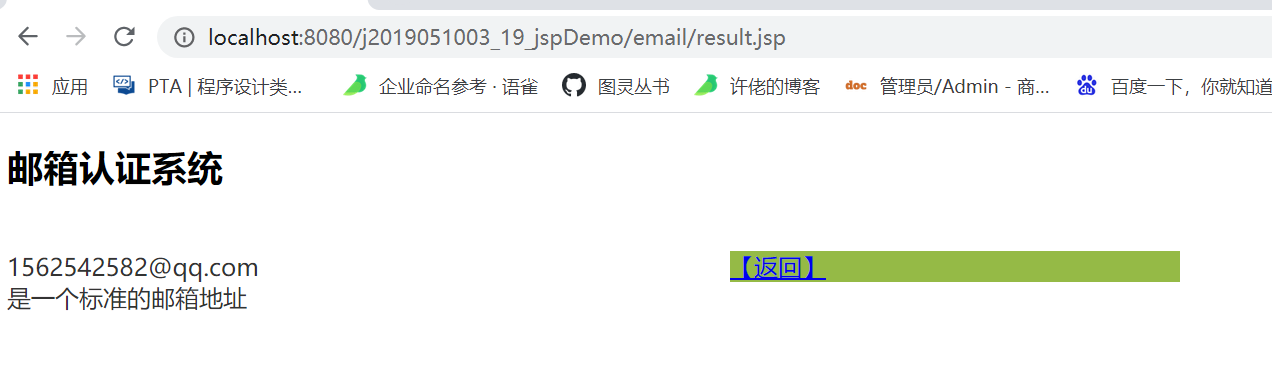 localhost:8080/j2019051003_19_jspDemo/email/result.jsp
应用 PTA | 程序设计类... 企业命名参考 · 语雀 图灵丛书 许佬的博客 doc 管理员/Admin - 商... 百度一下，你就知道
邮箱认证系统
1562542582@qq.com 【返回】
是一个标准的邮箱地址